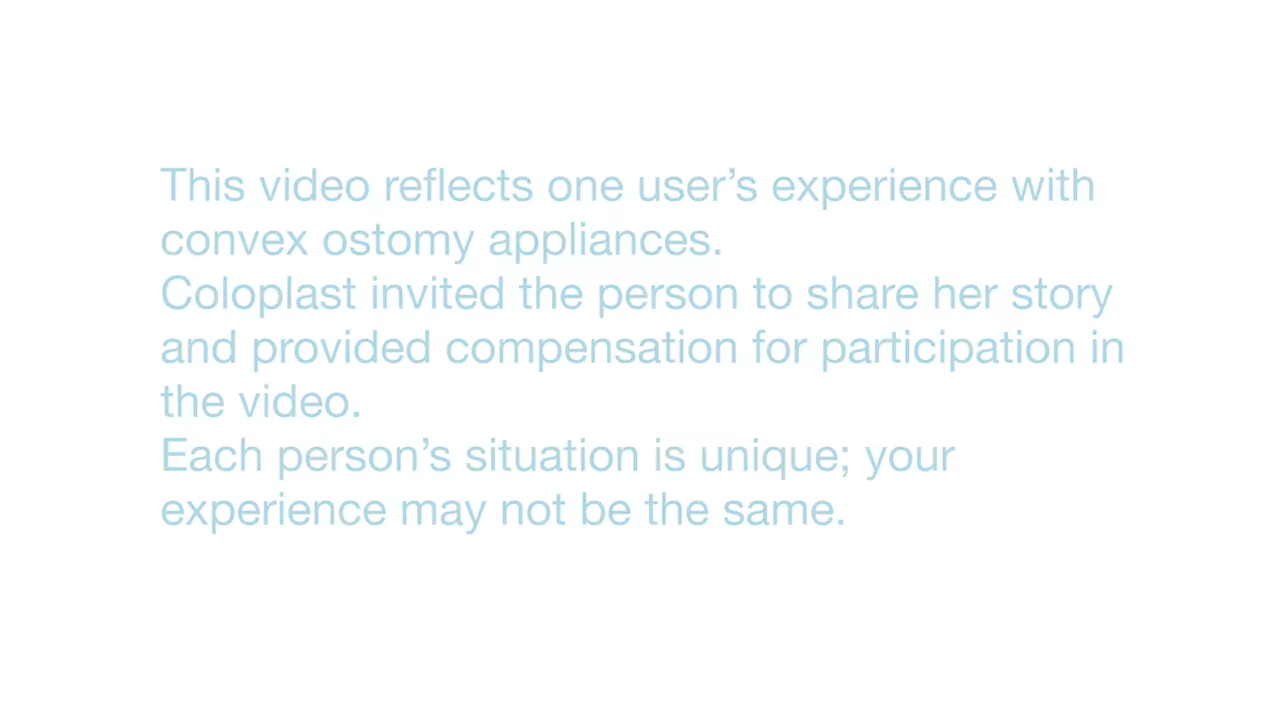 This video reflects one user’s experience with
convex ostomy appliances.
Coloplast invited the person to share her story
and provided compensation for participation in
the video.
Each person’s situation is unique; your
experience may not be the same.